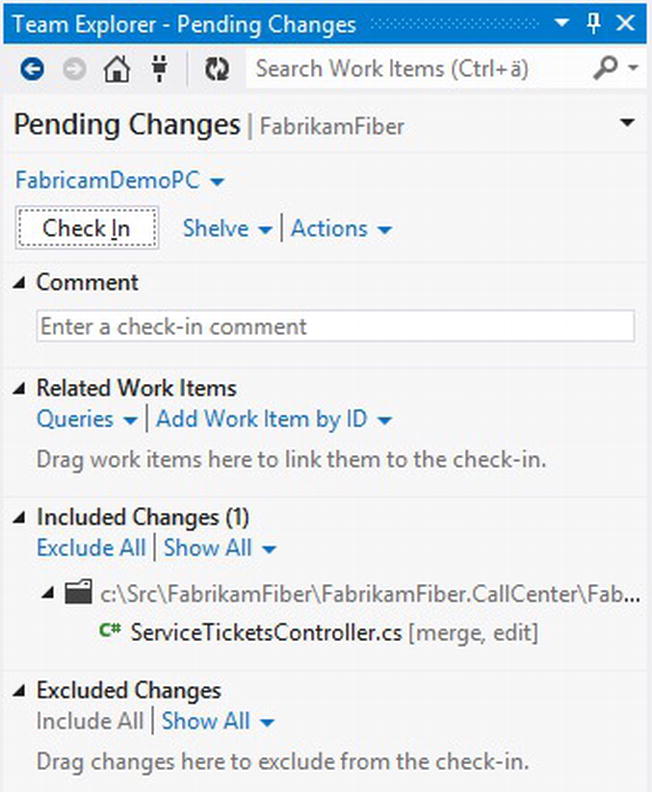 Team Explorer - Pending Changes
Search Work Items (Ctrl+ä)
Pending Changes | FabrikamFiber
FabricamDemoPC
Check In Shelve | Actions
Comment
Enter a check-in comment
Related Work Items
Queries | Add Work Item by ID
Drag work items here to link them to the check-in.
Included Changes (1)
Exclude All | Show All
c:\Src\FabrikamFiber\FabrikamFiber.CallCenter\Fab...
C# ServiceTicketsController.cs [merge, edit]
Excluded Changes
Include All | Show All
Drag changes here to exclude from the check-in.